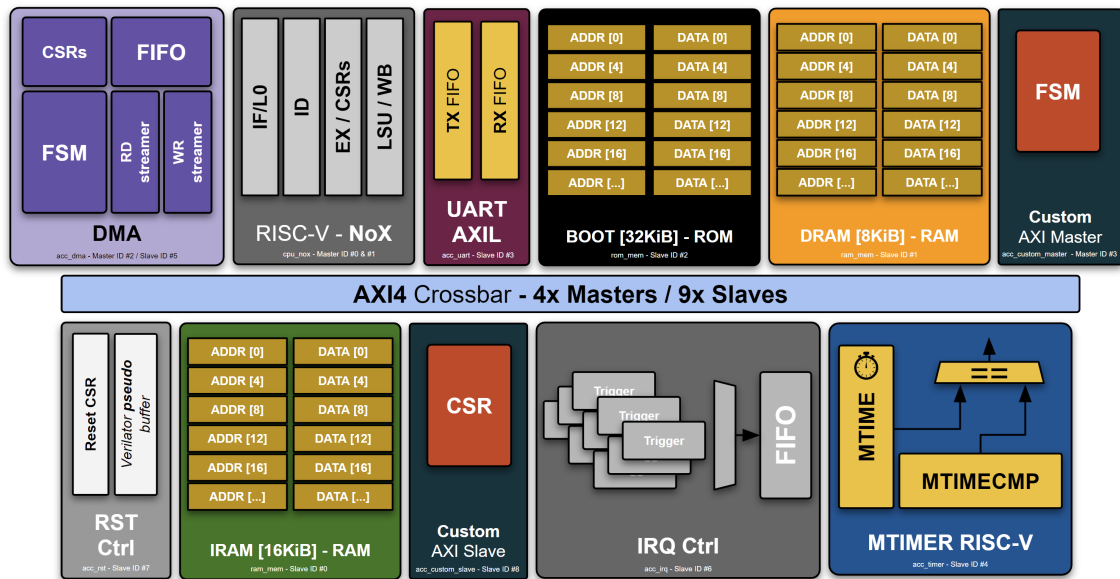 CSRs
FIFO
FSM
RD
streamer
WR
streamer
DMA
acc_dma - Master ID #2 / Slave ID #5
IF/L0
ID
EX / CSRs
LSU / WB
RISC-V - NoX
cpu_nox - Master ID #0 & #1
TX FIFO
RX FIFO
UART
AXIL
acc_uart - Slave ID #3
ADDR [0] DATA [0]
ADDR [4] DATA [4]
ADDR [8] DATA [8]
ADDR [12] DATA [12]
ADDR [16] DATA [16]
ADDR [...] DATA [...]
BOOT [32KiB] - ROM
rom_mem - Slave ID #2
ADDR [0] DATA [0]
ADDR [4] DATA [4]
ADDR [8] DATA [8]
ADDR [12] DATA [12]
ADDR [16] DATA [16]
ADDR [...] DATA [...]
DRAM [8KiB] - RAM
ram_mem - Slave ID #1
FSM
Custom
AXI Master
acc_custom_master - Master ID #3
AXI4 Crossbar - 4x Masters / 9x Slaves
Reset CSR
Verilator pseudo
buffer
RST
Ctrl
acc_rst - Slave ID #7
ADDR [0] DATA [0]
ADDR [4] DATA [4]
ADDR [8] DATA [8]
ADDR [12] DATA [12]
ADDR [16] DATA [16]
ADDR [...] DATA [...]
IRAM [16KiB] - RAM
ram_mem - Slave ID #0
CSR
Custom
AXI Slave
acc_custom_slave - Slave ID #8
Trigger
Trigger
Trigger
FIFO
IRQ Ctrl
acc_irq - Slave ID #6
MTIME
==
MTIMECMP
MTIMER RISC-V
acc_timer - Slave ID #4